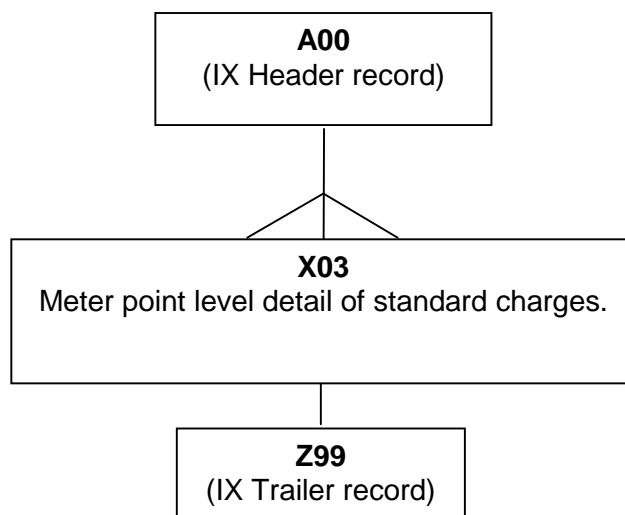 A00
(IX Header record)
X03
Meter point level detail of standard charges.
Z99
(IX Trailer record)